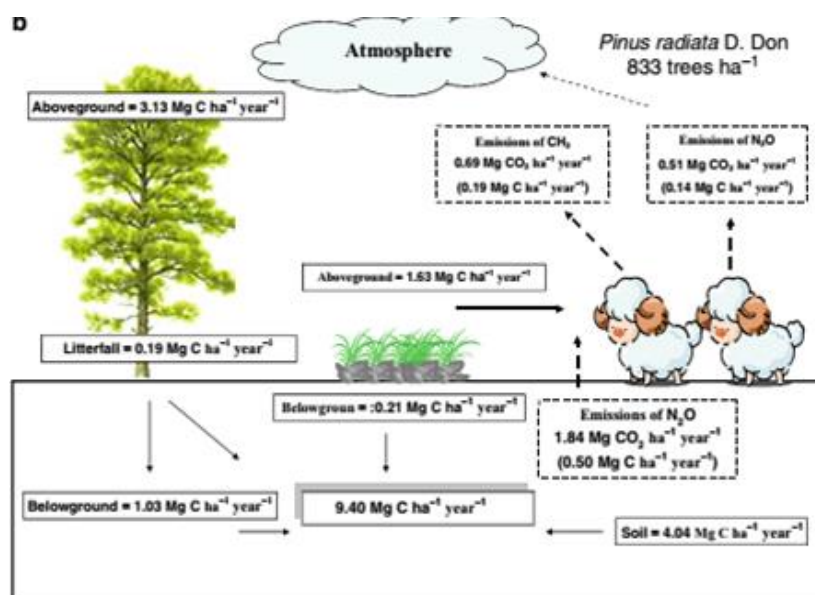 b
Atmosphere
Pinus radiata D. Don
833 trees ha⁻¹
Aboveground = 3.13 Mg C ha⁻¹ year⁻¹
Emissions of CH₂
0.69 Mg CO₂ ha⁻¹ year⁻¹
(0.19 Mg C ha⁻¹ year⁻¹)
Emissions of N₂O
0.51 Mg CO₂ ha⁻¹ year⁻¹
(0.14 Mg C ha⁻¹ year⁻¹)
Aboveground = 1.63 Mg C ha⁻¹ year⁻¹
Litterfall = 0.19 Mg C ha⁻¹ year⁻¹
Belowgroun = :0.21 Mg C ha⁻¹ year⁻¹
Emissions of N₂O
1.84 Mg CO₂ ha⁻¹ year⁻¹
(0.50 Mg C ha⁻¹ year⁻¹)
Belowground = 1.03 Mg C ha⁻¹ year⁻¹
9.40 Mg C ha⁻¹ year⁻¹
Soil = 4.04 Mg C ha⁻¹ year⁻¹